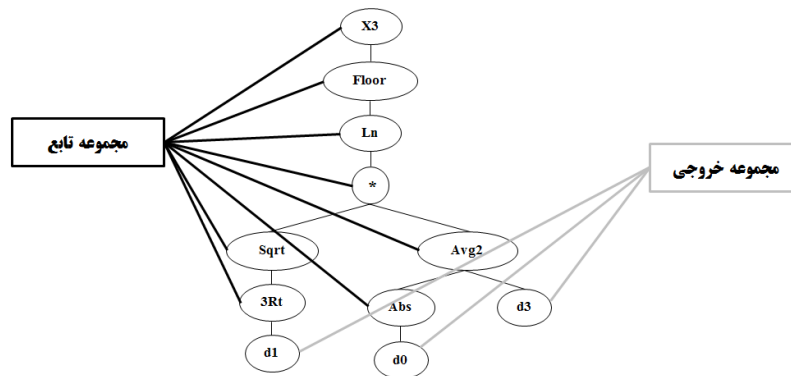 X3
Floor
Ln
مجموعه تابع
مجموعه خروجی
*
Sqrt
Avg2
3Rt
Abs
d3
d1
d0